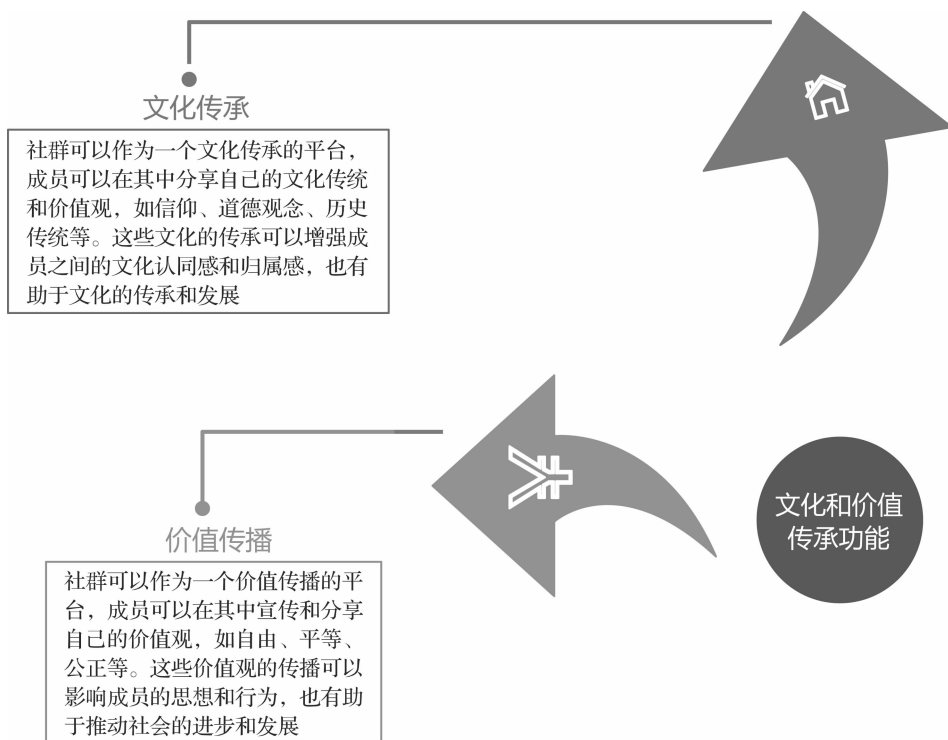 文化传承
社群可以作为一个文化传承的平台，
成员可以在其中分享自己的文化传统
和价值观，如信仰、道德观念、历史
传统等。这些文化的传承可以增强成
员之间的文化认同感和归属感，也有
助于文化的传承和发展
价值传播
社群可以作为一个价值传播的平
台，成员可以在其中宣传和分享
自己的价值观，如自由、平等、
公正等。这些价值观的传播可以
影响成员的思想和行为，也有助
于推动社会的进步和发展
文化和价值
传承功能